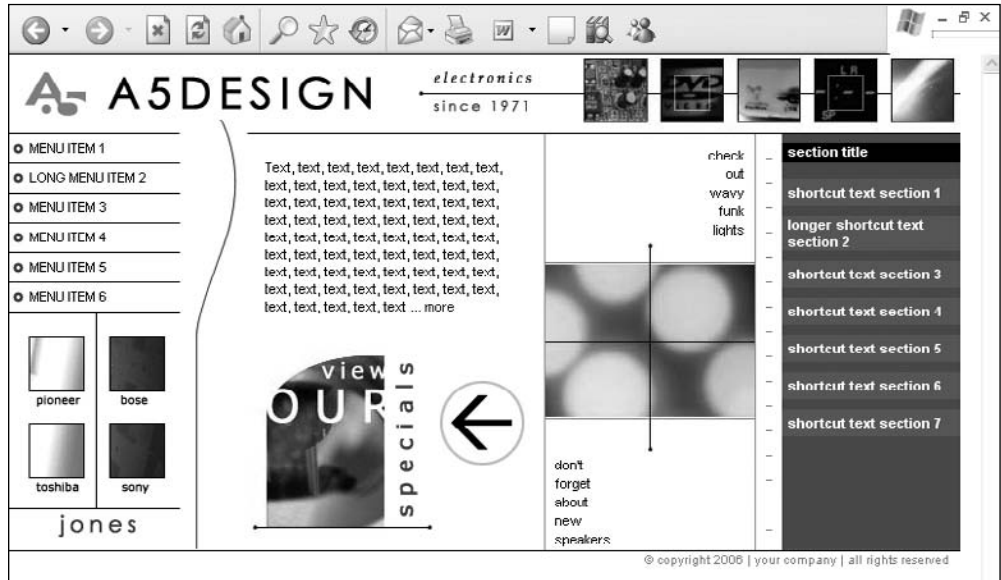 A5DESIGN
electronics
since 1971
MENU ITEM 1
LONG MENU ITEM 2
MENU ITEM 3
MENU ITEM 4
MENU ITEM 5
MENU ITEM 6
pioneer
bose
toshiba
sony
jones
Text, text, text, text, text, text, text, text,
text, text, text, text, text, text, text, text,
text, text, text, text, text, text, text, text,
text, text, text, text, text, text, text, text,
text, text, text, text, text, text, text, text,
text, text, text, text, text, text, text, text,
text, text, text, text, text, text, text, text,
text, text, text, text, text, text, text, text,
text, text, text, text, text ... more
view
OUR
specials
check
out
wavy
funk
lights
don't
forget
about
new
speakers
section title
shortcut text section 1
longer shortcut text
section 2
shortcut text section 3
shortcut text section 4
shortcut text section 5
shortcut text section 6
shortcut text section 7
© copyright 2006 | your company | all rights reserved